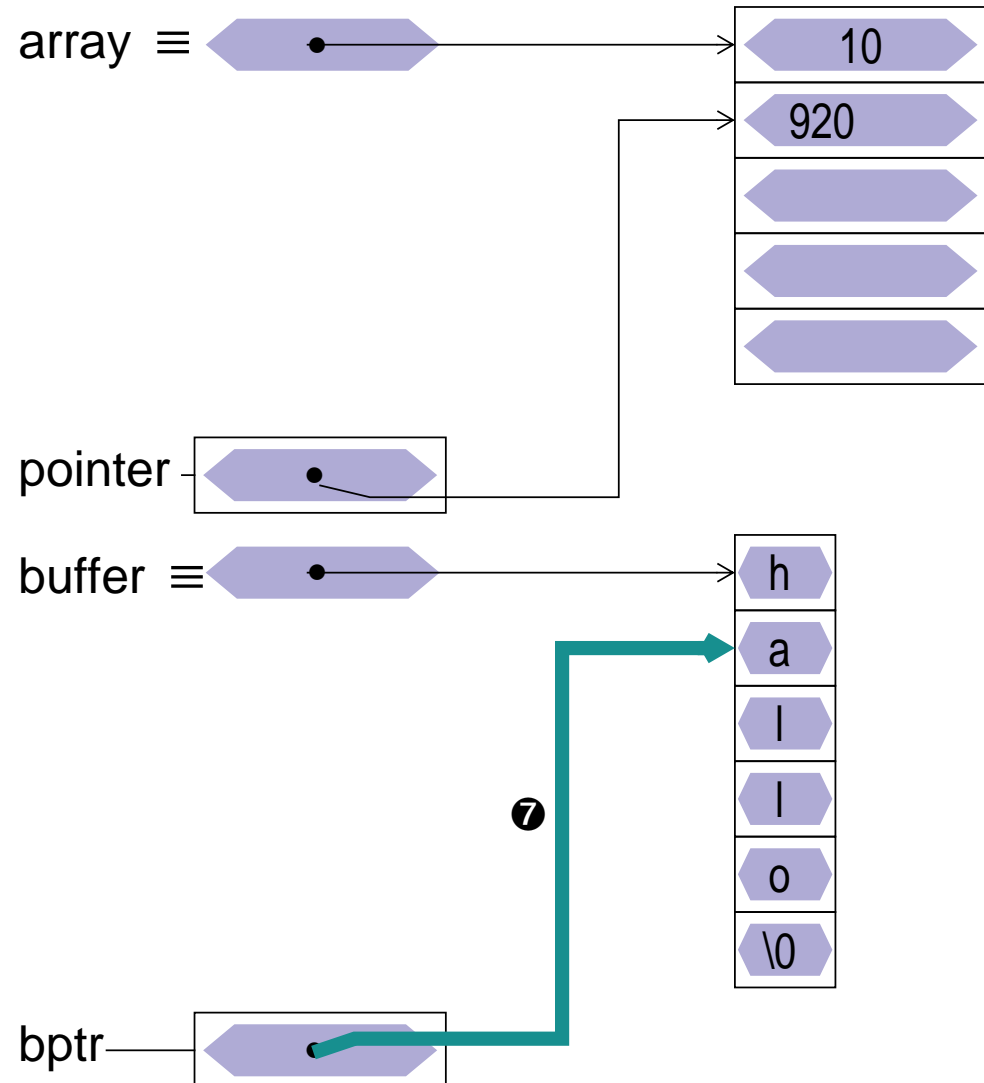 array ≡
10
920
pointer
buffer ≡
h
a
l
l
o
\0
❼
bptr